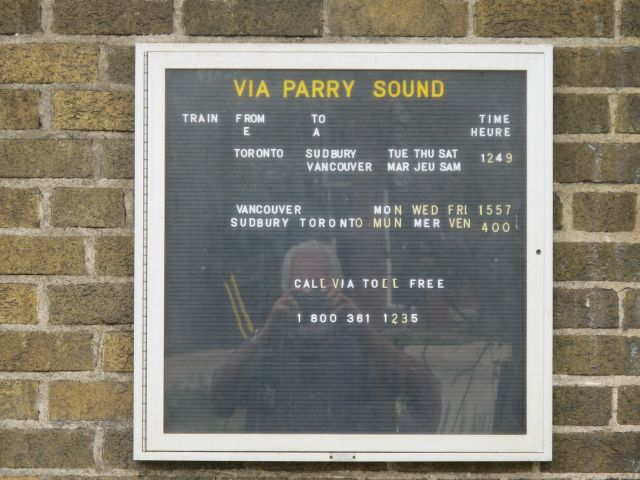 VIA PARRY SOUND
TRAIN FROM TO TIME
E A HEURE
TORONTO SUDBURY TUE THU SAT 1249
VANCOUVER MAR JEU SAM
VANCOUVER MON WED FRI 1557
SUDBURY TORONTO MUN MER VEN 400
CALL VIA TOLL FREE
1 800 361 1235